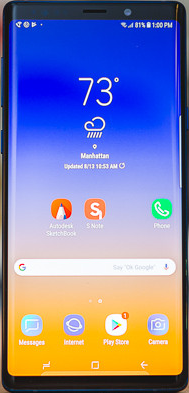 81% 1:00 PM
73°
Manhattan
Updated 8/13 10:53 AM
Autodesk SketchBook
S Note
Phone
G Say "Ok Google"
1
Messages
Internet
Play Store
Camera